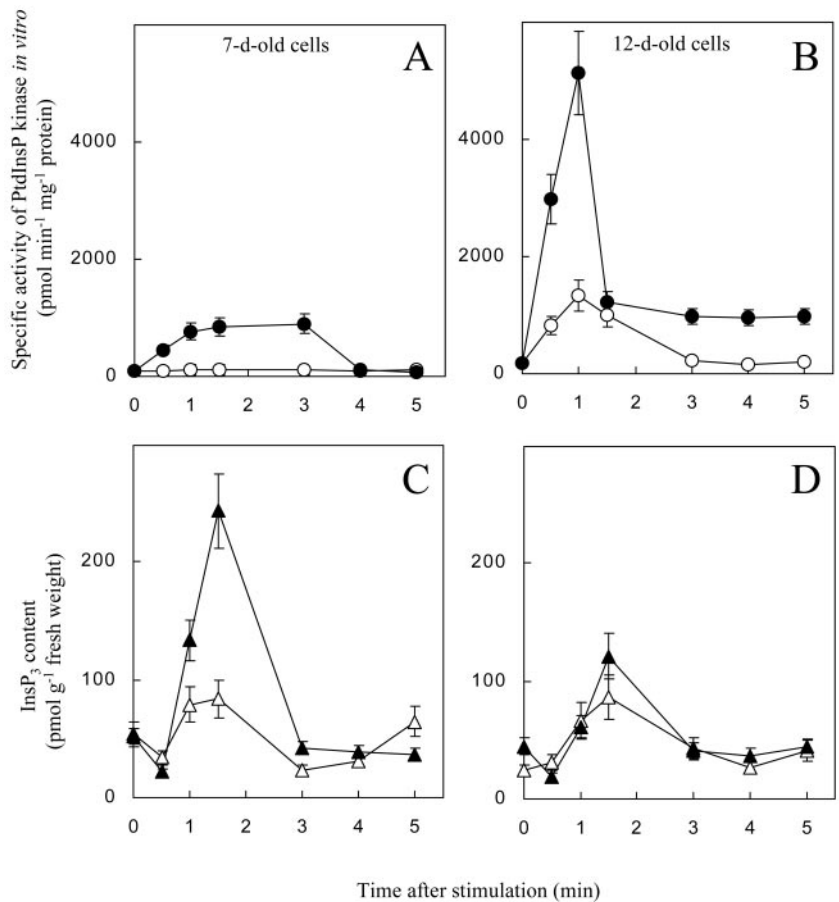 Specific activity of PtdInsP kinase in vitro
(pmol min⁻¹ mg⁻¹ protein)
7-d-old cells
A
4000
2000
0
0 1 2 3 4 5
12-d-old cells
B
4000
2000
0
0 1 2 3 4 5
InsP₃ content
(pmol g⁻¹ fresh weight)
C
200
100
0
0 1 2 3 4 5
D
200
100
0
0 1 2 3 4 5
Time after stimulation (min)